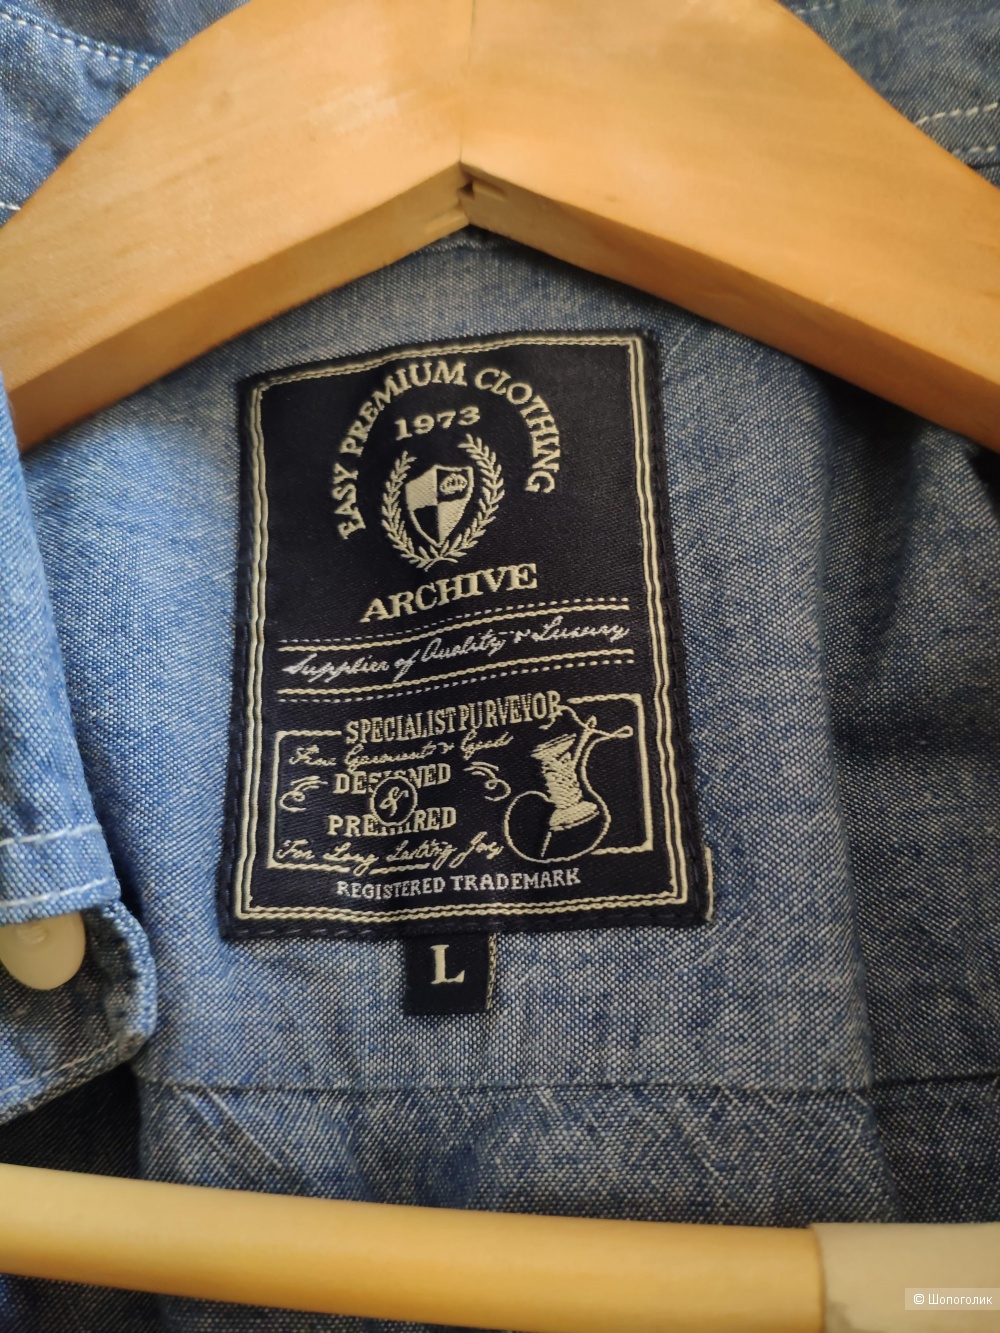 EASY PREMIUM CLOTHING
1973
ARCHIVE
Supplier of Quality & Luxury
SPECIALIST PURVEYOR
Fine Garments & Good
DESIGNED
&
PREPARED
For Long Lasting Joy
REGISTERED TRADEMARK
L
© Шопоголик